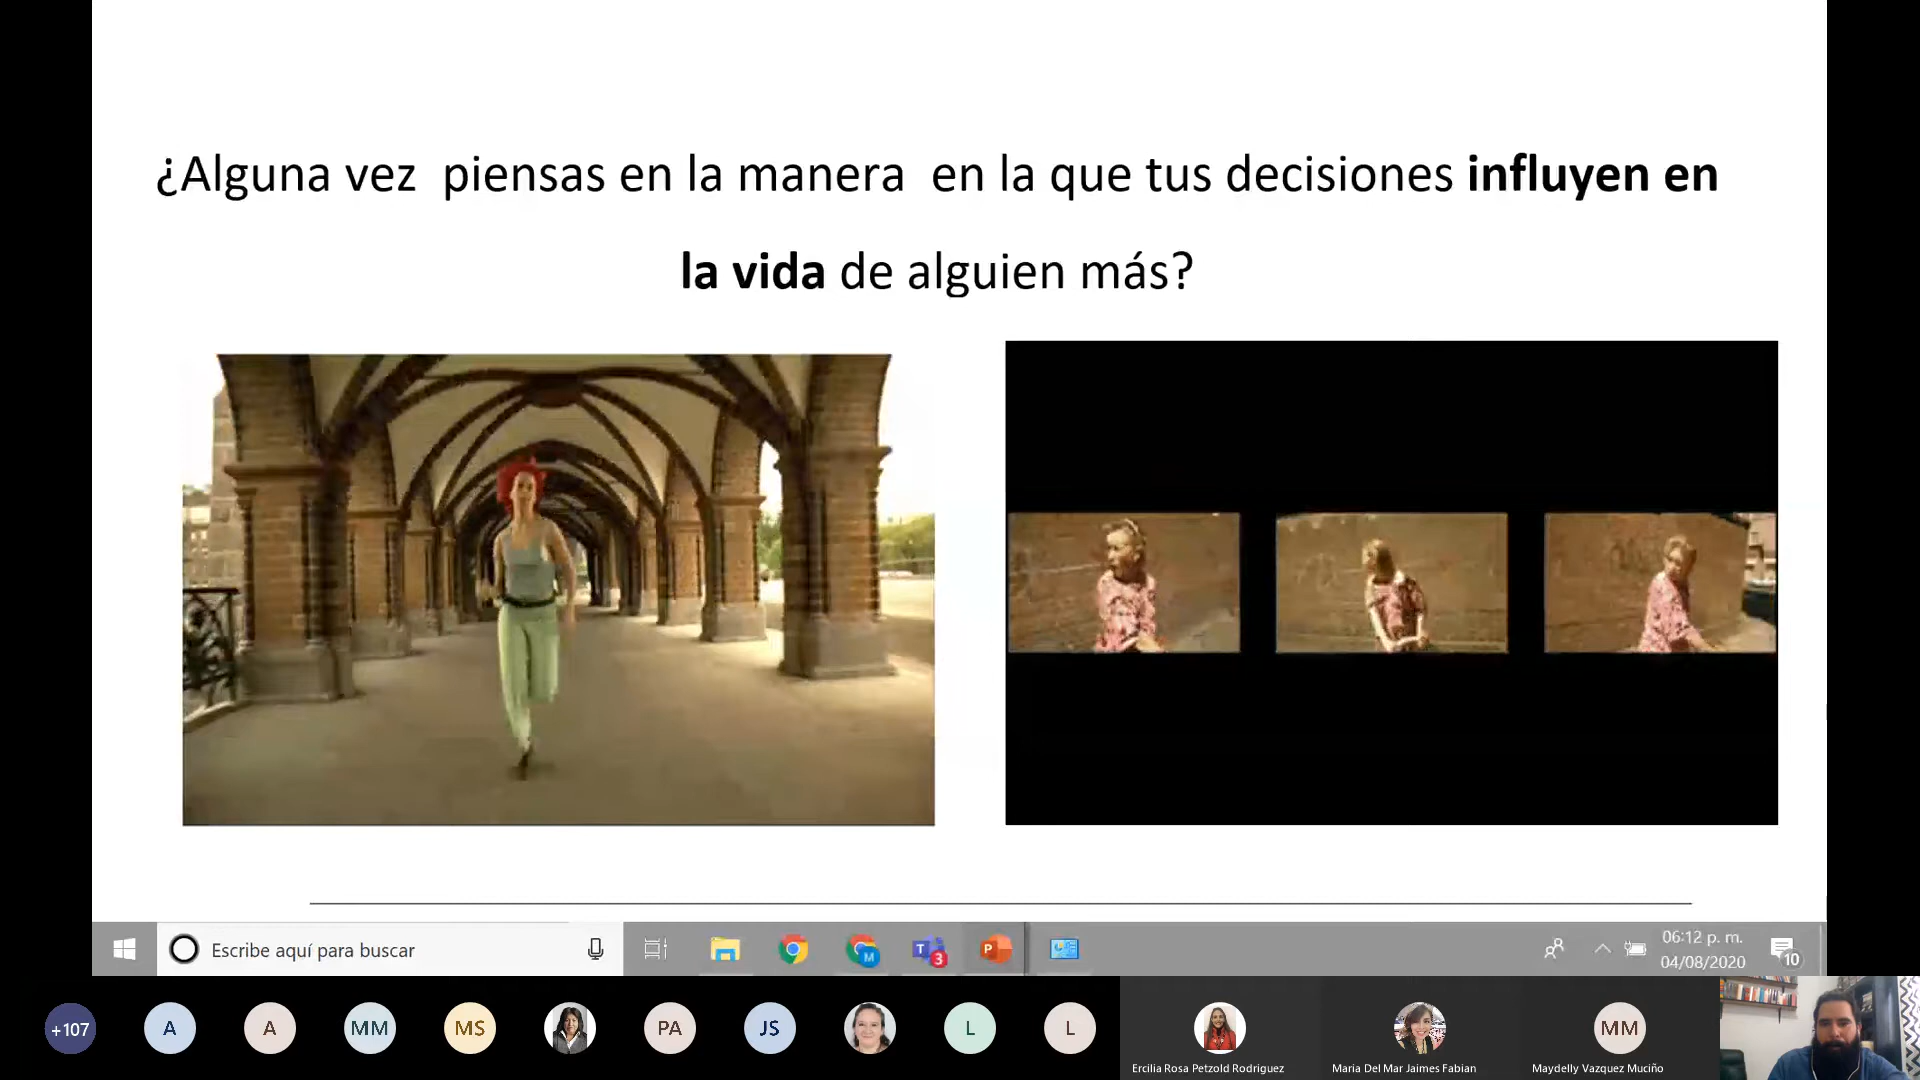 ¿Alguna vez  piensas en la manera  en la que tus decisiones influyen en
la vida de alguien más?
Escribe aquí para buscar
M
T
3
P
06:12 p. m.
04/08/2020
10
+107
A
A
MM
MS
PA
JS
L
L
MM
Ercilia Rosa Petzold Rodriguez
Maria Del Mar Jaimes Fabian
Maydelly Vazquez Muciño